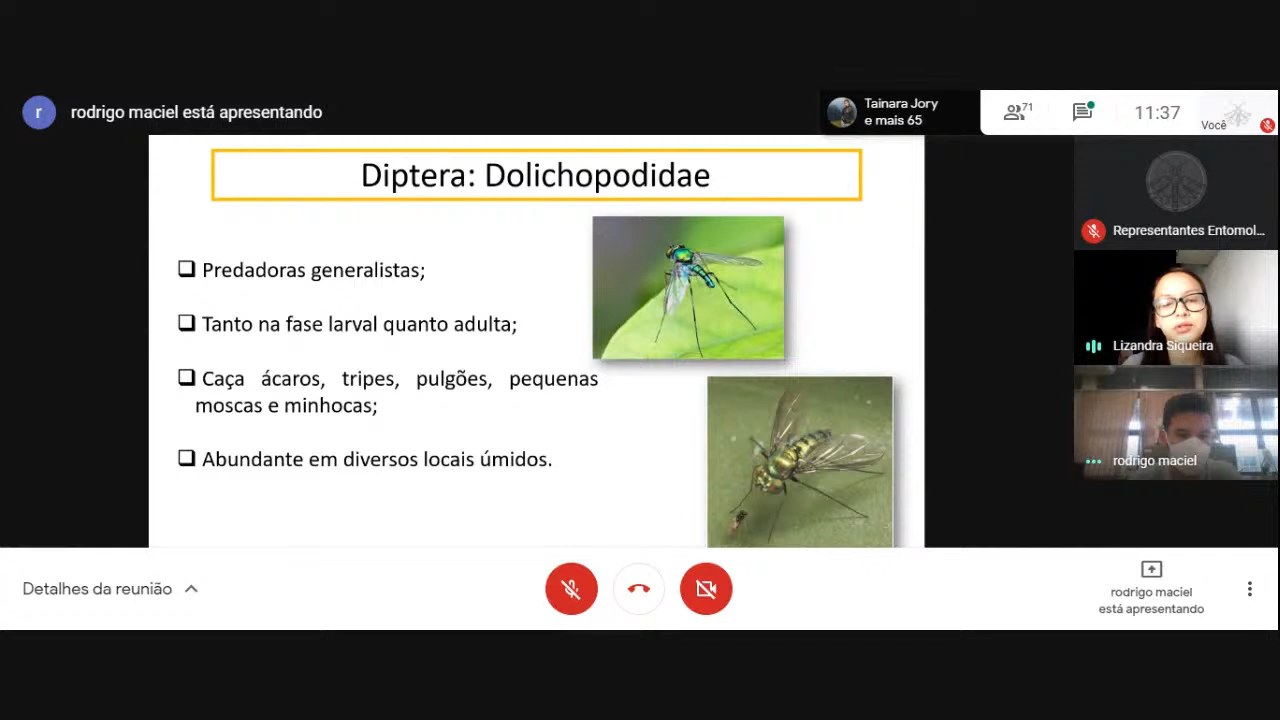 r
rodrigo maciel está apresentando
Tainara Jory
e mais 65
71
11:37
Você
Diptera: Dolichopodidae
Representantes Entomol...
Predadoras generalistas;
Tanto na fase larval quanto adulta;
Lizandra Siqueira
Caça ácaros, tripes, pulgões, pequenas
moscas e minhocas;
rodrigo maciel
Abundante em diversos locais úmidos.
Detalhes da reunião
rodrigo maciel
está apresentando